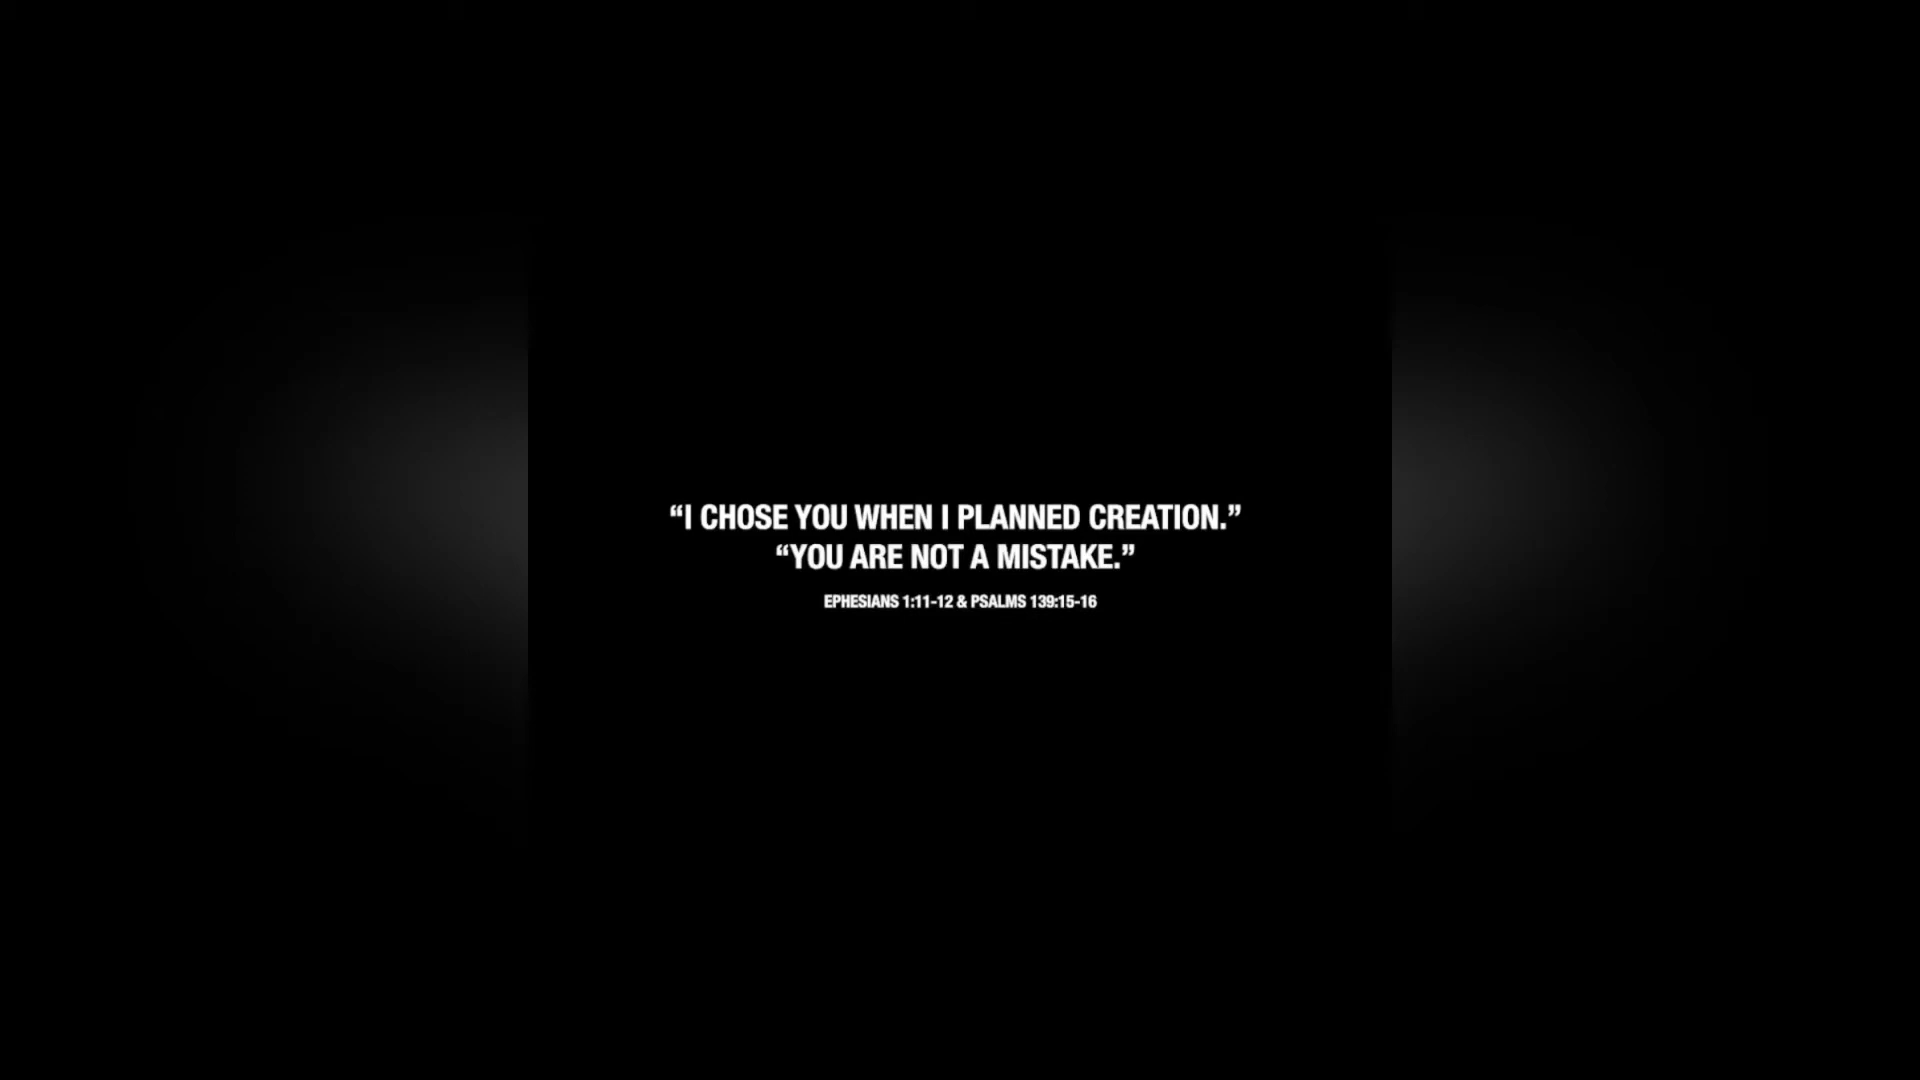 “I CHOSE YOU WHEN I PLANNED CREATION.”
“YOU ARE NOT A MISTAKE.”
EPHESIANS 1:11-12 & PSALMS 139:15-16